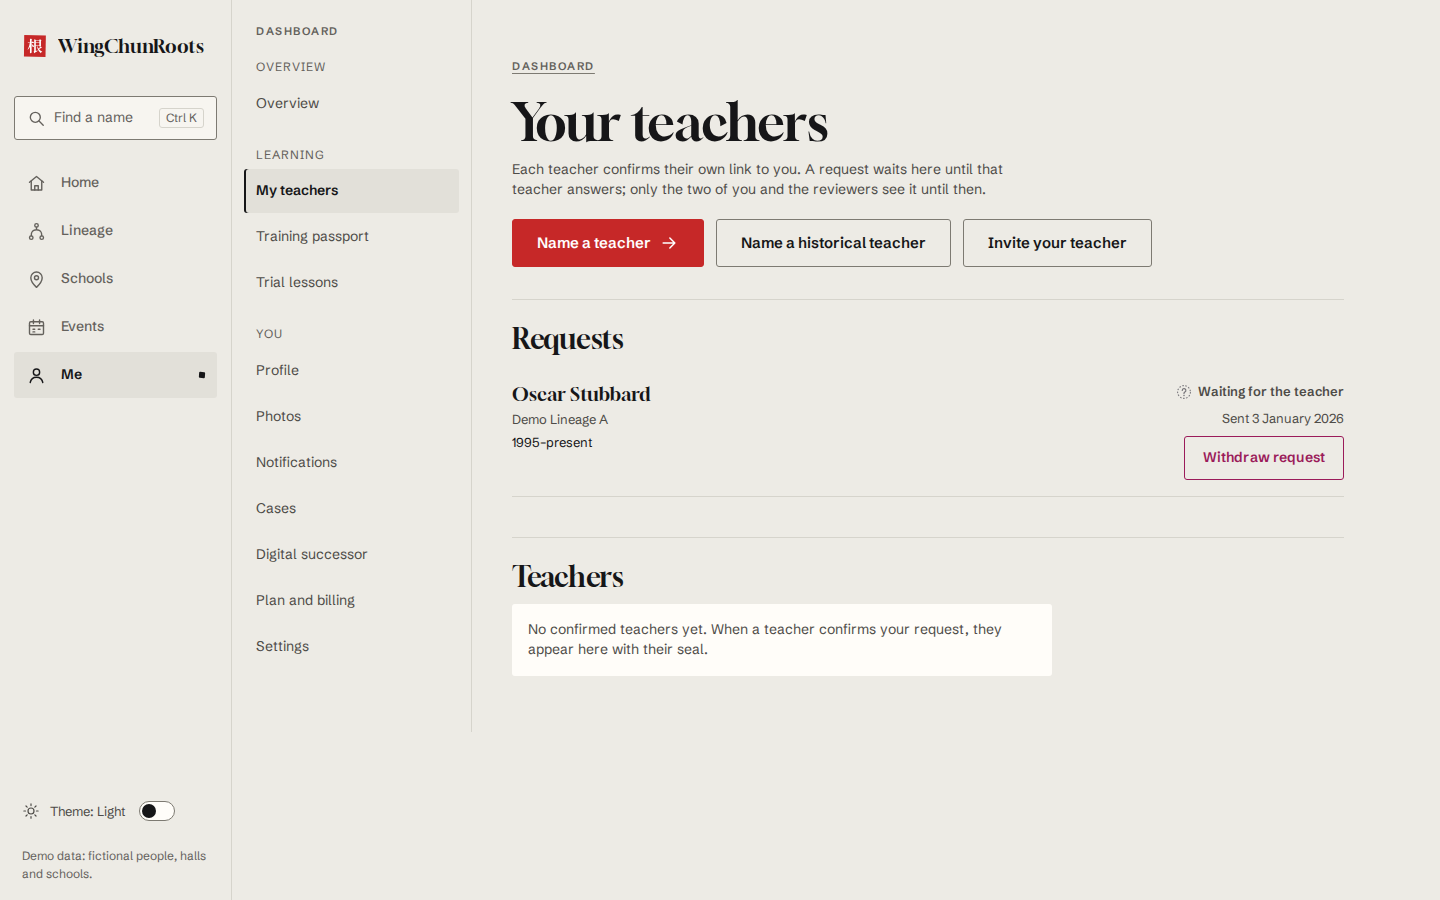 根 WingChunRoots
Find a name Ctrl K
Home
Lineage
Schools
Events
Me
Theme: Light
Demo data: fictional people, halls
and schools.
DASHBOARD
OVERVIEW
Overview
LEARNING
My teachers
Training passport
Trial lessons
YOU
Profile
Photos
Notifications
Cases
Digital successor
Plan and billing
Settings
DASHBOARD
Your teachers
Each teacher confirms their own link to you. A request waits here until that
teacher answers; only the two of you and the reviewers see it until then.
Name a teacher → Name a historical teacher Invite your teacher
Requests
Oscar Stubbard
Demo Lineage A
1995–present
? Waiting for the teacher
Sent 3 January 2026
Withdraw request
Teachers
No confirmed teachers yet. When a teacher confirms your request, they
appear here with their seal.